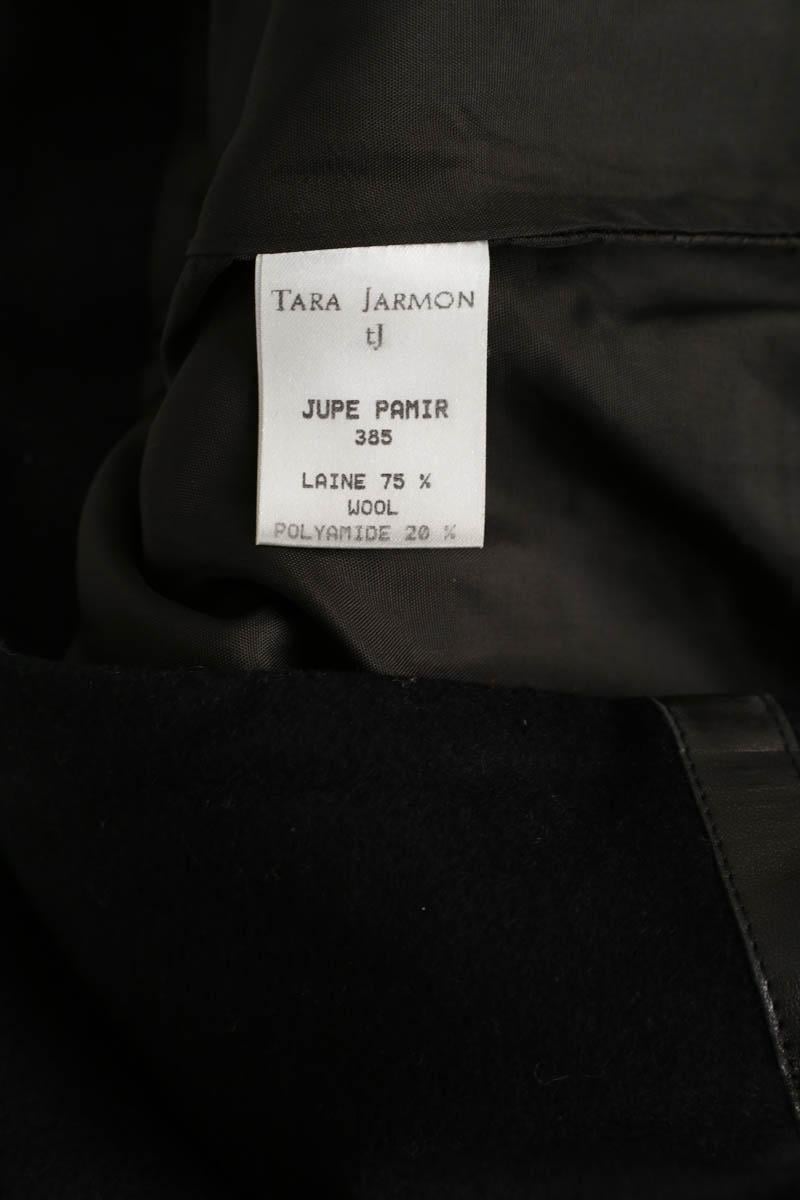 TARA JARMON
tJ
JUPE PAMIR
385
LAINE 75 %
WOOL
POLYAMIDE 20 %